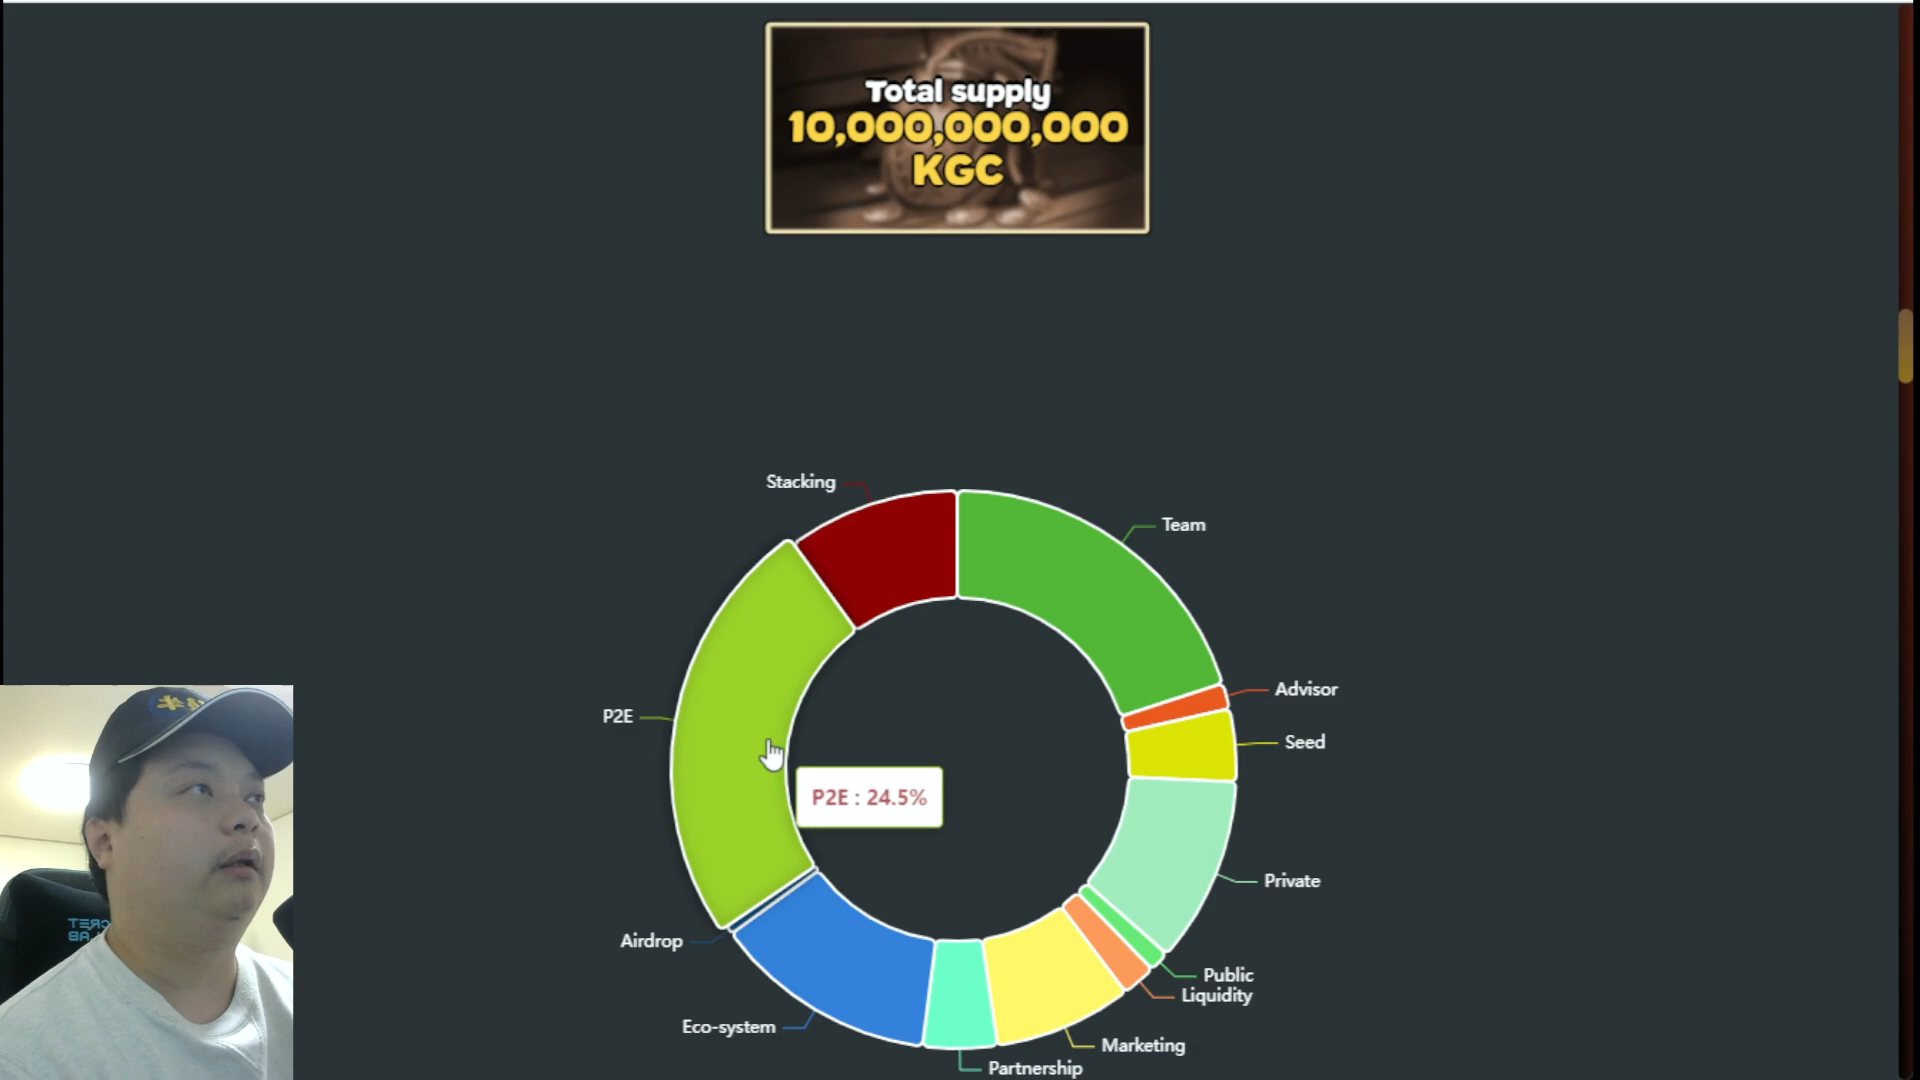 Total supply
10,000,000,000
KGC
Stacking
Team
Advisor
P2E
Seed
P2E : 24.5%
Private
Airdrop
Public
Liquidity
Eco-system
Marketing
Partnership